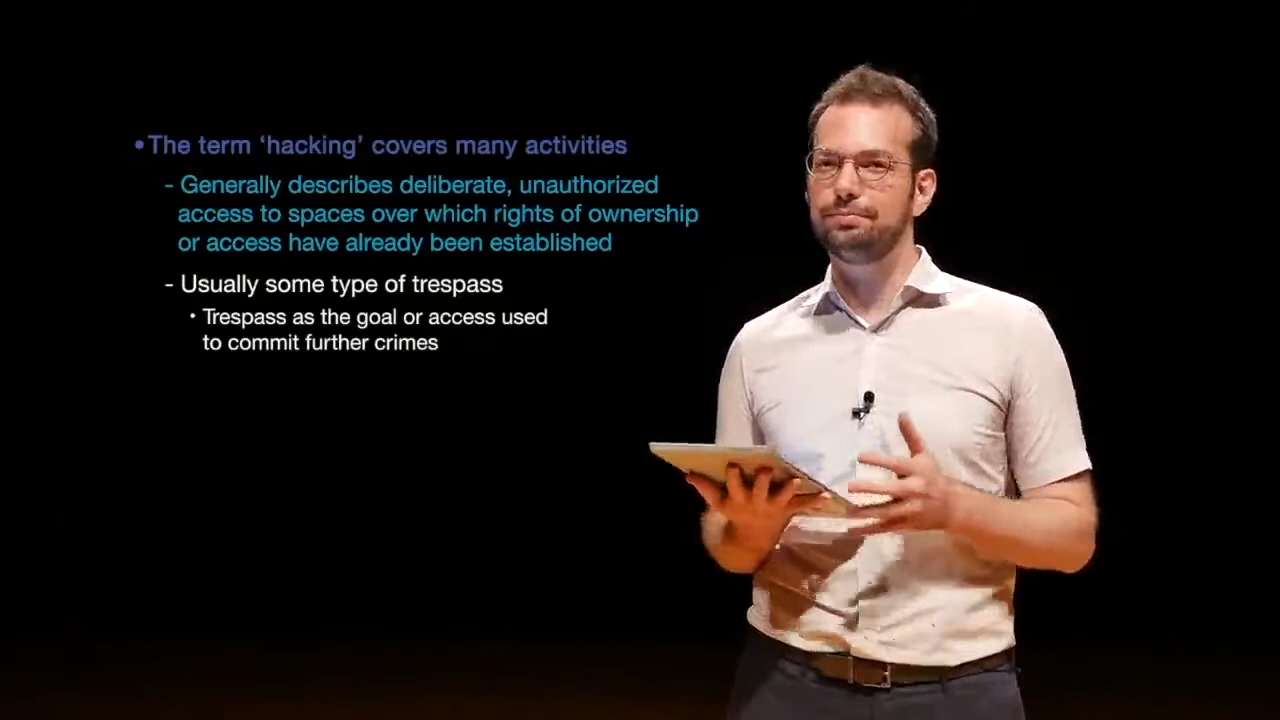 •The term ‘hacking’ covers many activities
- Generally describes deliberate, unauthorized
access to spaces over which rights of ownership
or access have already been established
- Usually some type of trespass
• Trespass as the goal or access used
to commit further crimes